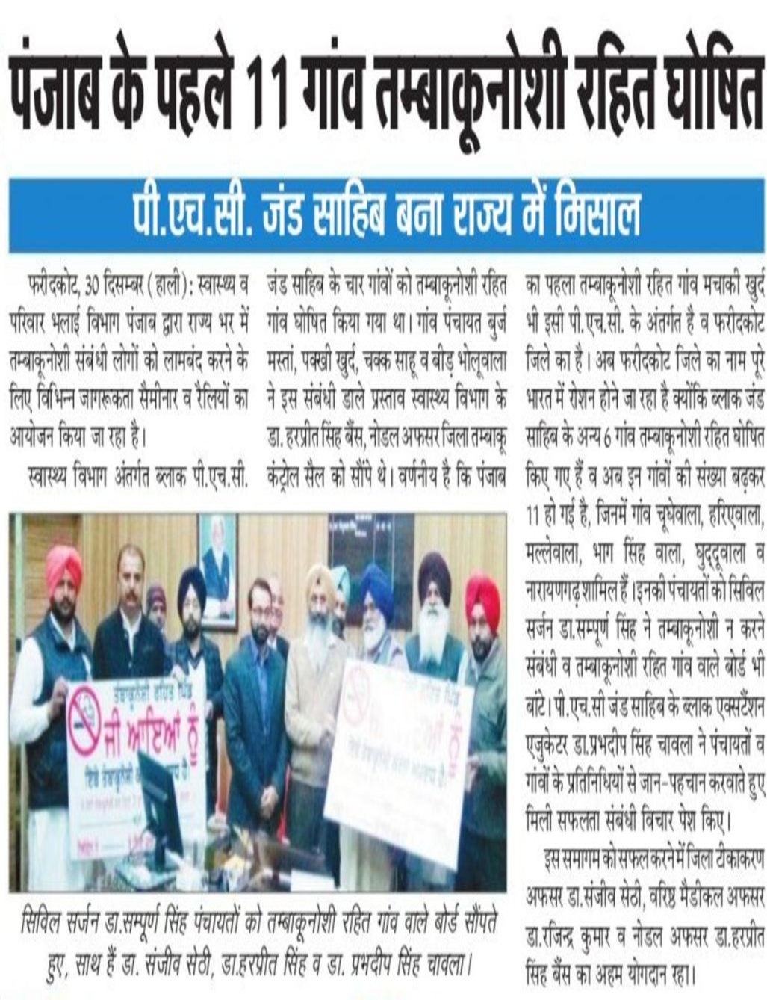 पंजाब के पहले 11 गांव तम्बाकूनोशी रहित घोषित
पी.एच.सी. जंड साहिब बना राज्य में मिसाल
फरीदकोट, 30 दिसम्बर (हाली): स्वास्थ्य व
परिवार भलाई विभाग पंजाब द्वारा राज्य भर में
तम्बाकूनोशी संबंधी लोगों को लामबंद करने के
लिए विभिन्न जागरूकता सैमीनार व रैलियों का
आयोजन किया जा रहा है।
स्वास्थ्य विभाग अंतर्गत ब्लाक पी.एच.सी.
जंड साहिब के चार गांवों को तम्बाकूनोशी रहित
गांव घोषित किया गया था। गांव पंचायत बुर्ज
मस्तां, पक्खी खुर्द, चक्क साहू व बीड़ भोलूवाला
ने इस संबंधी डाले प्रस्ताव स्वास्थ्य विभाग के
डा. हरप्रीत सिंह बैंस, नोडल अफसर जिला तम्बाकू
कंट्रोल सैल को सौंपे थे। वर्णनीय है कि पंजाब
का पहला तम्बाकूनोशी रहित गांव मचाकी खुर्द
भी इसी पी.एच.सी. के अंतर्गत है व फरीदकोट
जिले का है। अब फरीदकोट जिले का नाम पूरे
भारत में रोशन होने जा रहा है क्योंकि ब्लाक जंड
साहिब के अन्य 6 गांव तम्बाकूनोशी रहित घोषित
किए गए हैं व अब इन गांवों की संख्या बढ़कर
11 हो गई है, जिनमें गांव चूघेवाला, हरिएवाला,
मल्लेवाला, भाग सिंह वाला, घुद्दूवाला व
नारायणगढ़ शामिल हैं।इनकी पंचायतों को सिविल
सर्जन डा.सम्पूर्ण सिंह ने तम्बाकूनोशी न करने
संबंधी व तम्बाकूनोशी रहित गांव वाले बोर्ड भी
बांटे। पी.एच.सी जंड साहिब के ब्लाक एक्सटैंशन
एजुकेटर डा.प्रभदीप सिंह चावला ने पंचायतों व
गांवों के प्रतिनिधियों से जान-पहचान करवाते हुए
मिली सफलता संबंधी विचार पेश किए।
इस समागम को सफल करने में जिला टीकाकरण
अफसर डा.संजीव सेठी, वरिष्ठ मैडीकल अफसर
डा.रजिन्द्र कुमार व नोडल अफसर डा.हरप्रीत
सिंह बैंस का अहम योगदान रहा।
ਤੰਬਾਕੂਨੋਸ਼ੀ ਰਹਿਤ ਪਿੰਡ
ਜੀ ਆਇਆਂ ਨੂੰ
सिविल सर्जन डा.सम्पूर्ण सिंह पंचायतों को तम्बाकूनोशी रहित गांव वाले बोर्ड सौंपते
हुए, साथ हैं डा. संजीव सेठी, डा.हरप्रीत सिंह व डा. प्रभदीप सिंह चावला।